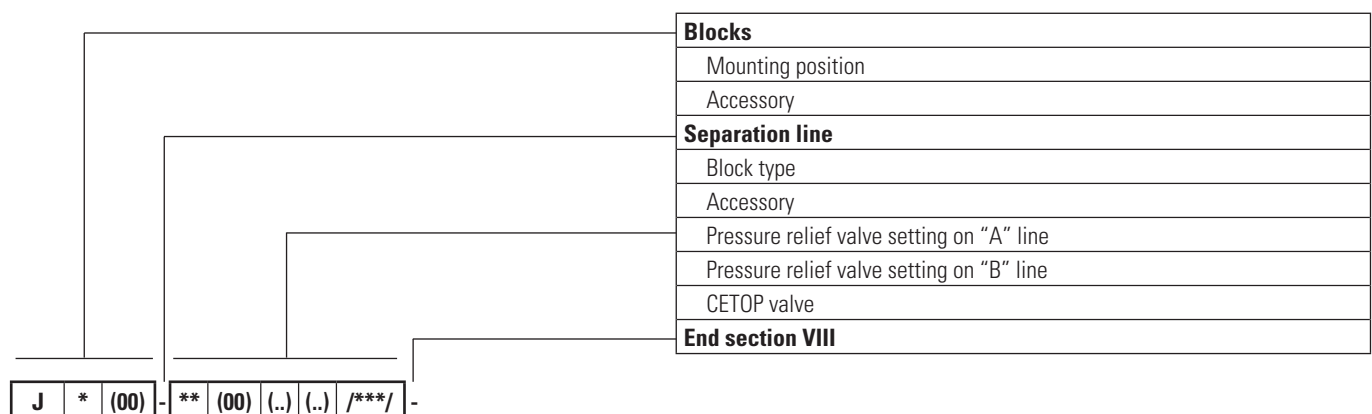 Blocks
Mounting position
Accessory
Separation line
Block type
Accessory
Pressure relief valve setting on “A” line
Pressure relief valve setting on “B” line
CETOP valve
End section VIII
J * (00) - ** (00) (..) (..) /***/ -